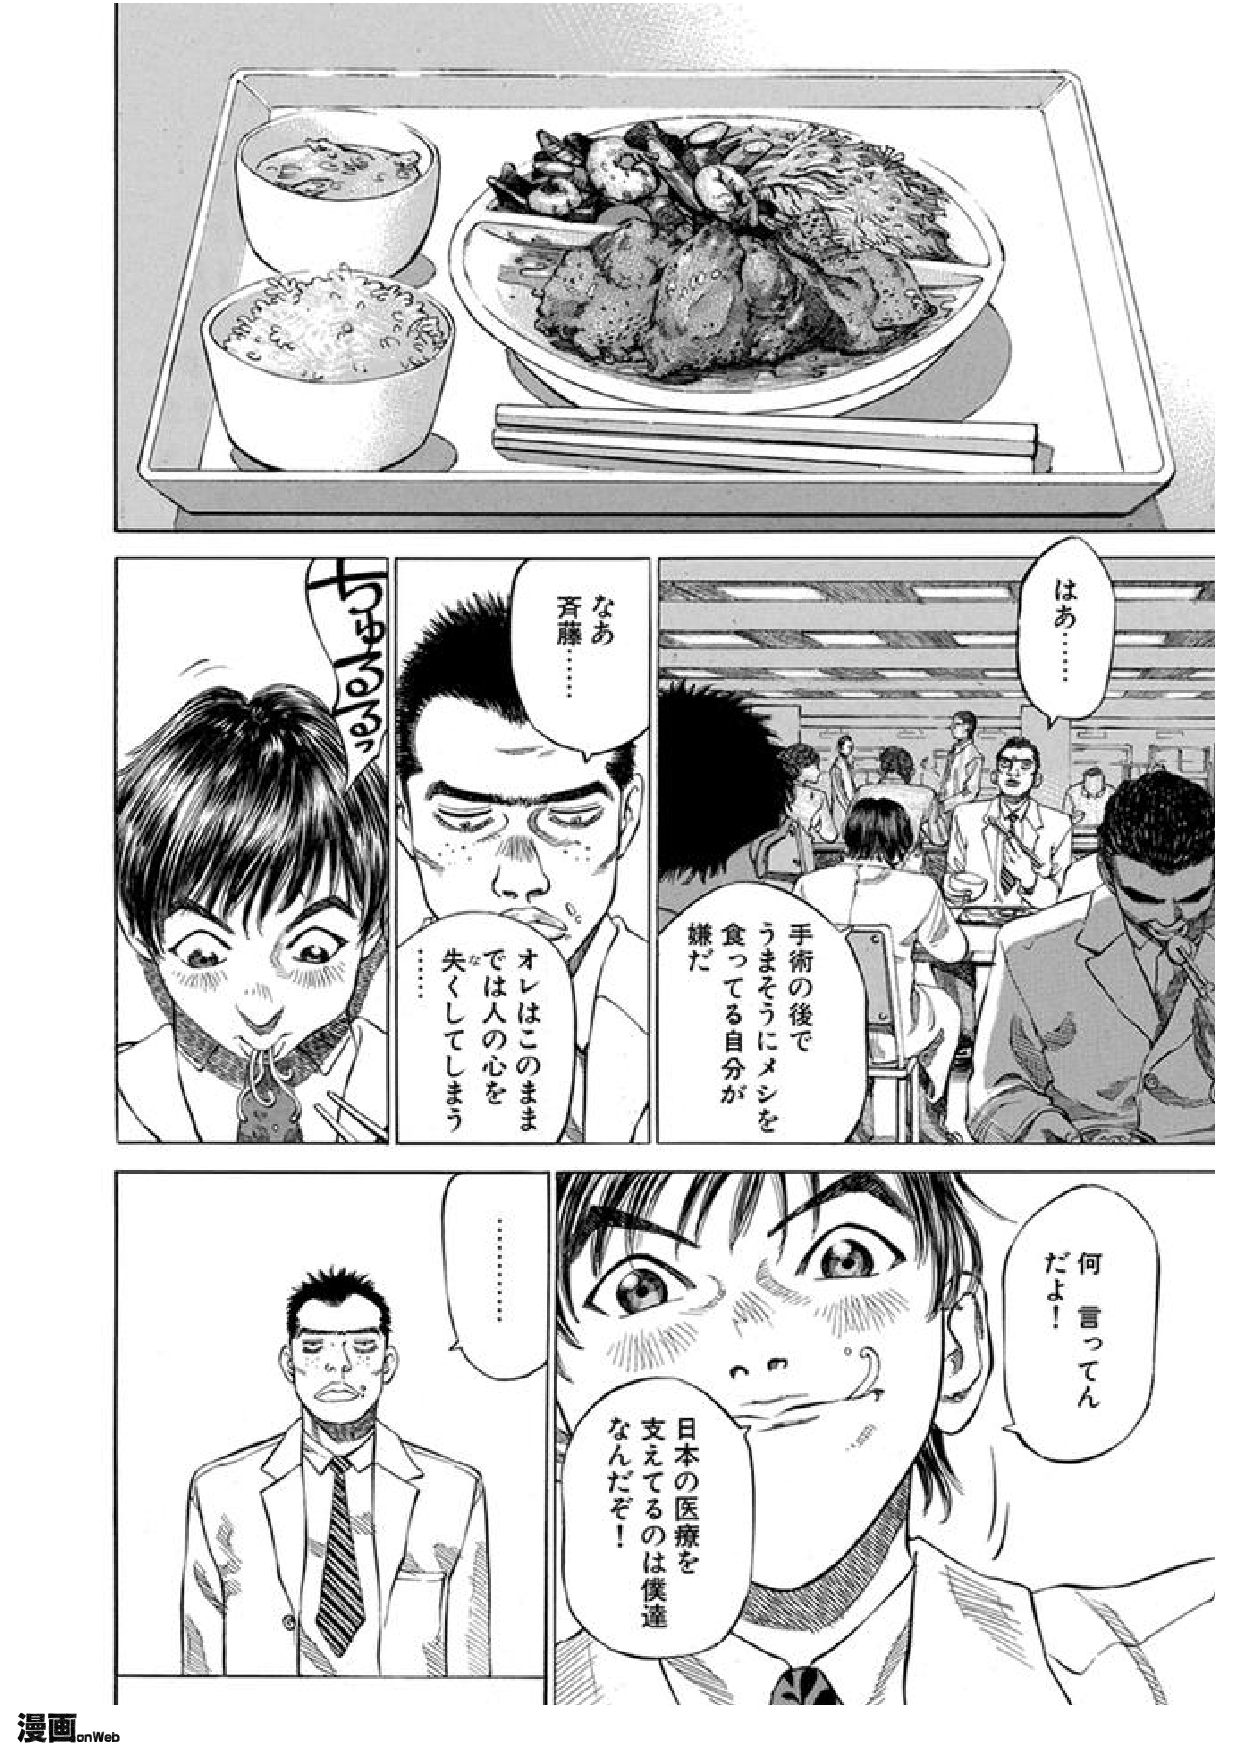 はあ……
手術の後で
うまそうにメシを
食ってる自分が
嫌だ
なあ
斉藤……
オレはこのまま
では人の心を
失くしてしまう
な
……
ちゅるるるっ
何 言ってん
だよ！
日本の医療を
支えてるのは僕達
なんだぞ！
…………
漫画onWeb